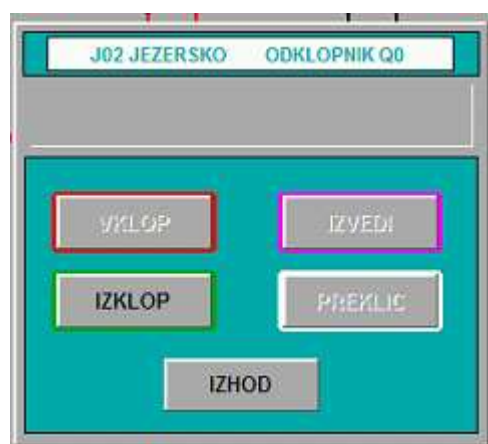 J02 JEZERSKO ODKLOPNIK Q0
VKLOP IZVEDI
IZKLOP PREKLIC
IZHOD